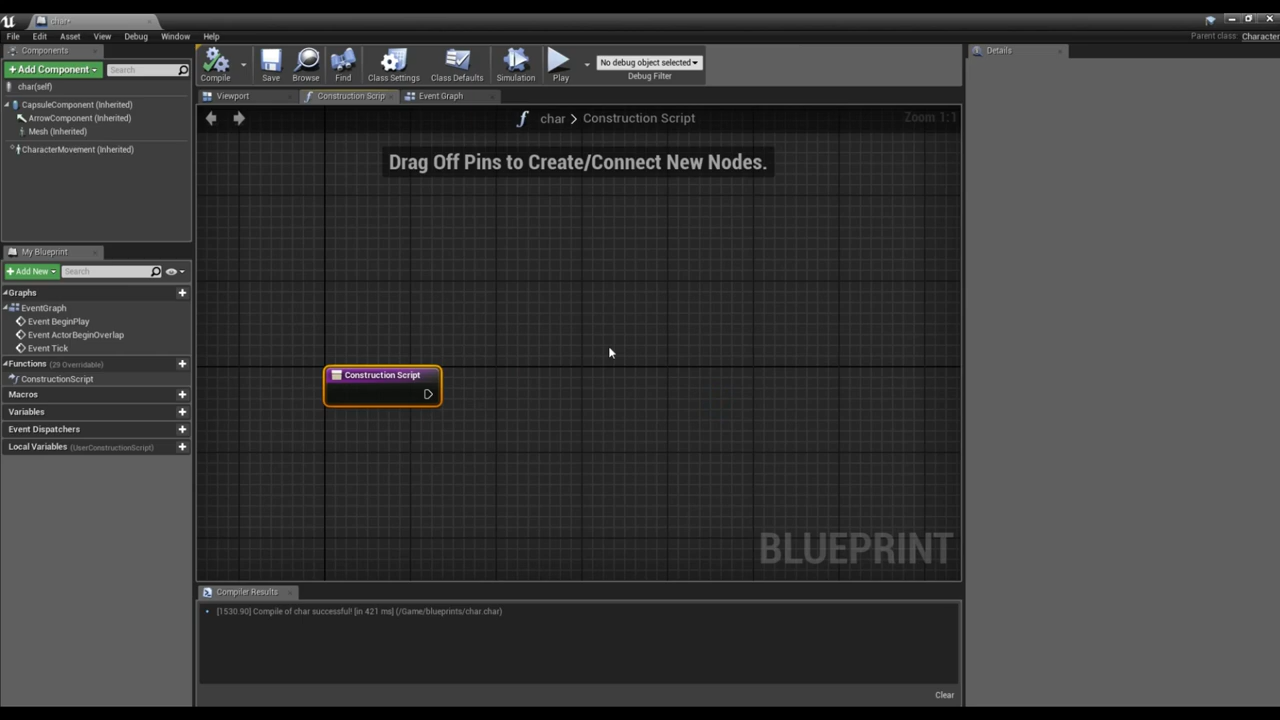 char*
File Edit Asset View Debug Window Help
Parent class: Character
Components
+Add Component
Search
char(self)
CapsuleComponent (Inherited)
ArrowComponent (Inherited)
Mesh (Inherited)
CharacterMovement (Inherited)
Compile Save Browse Find Class Settings Class Defaults Simulation Play
No debug object selected
Debug Filter
Viewport Construction Scrip Event Graph
char > Construction Script
Zoom 1:1
Drag Off Pins to Create/Connect New Nodes.
Construction Script
BLUEPRINT
My Blueprint
+Add New
Search
Graphs
EventGraph
Event BeginPlay
Event ActorBeginOverlap
Event Tick
Functions (29 Overridable)
ConstructionScript
Macros
Variables
Event Dispatchers
Local Variables (UserConstructionScript)
Compiler Results
[1530.90] Compile of char successful! [in 421 ms] (/Game/blueprints/char.char)
Clear
Details